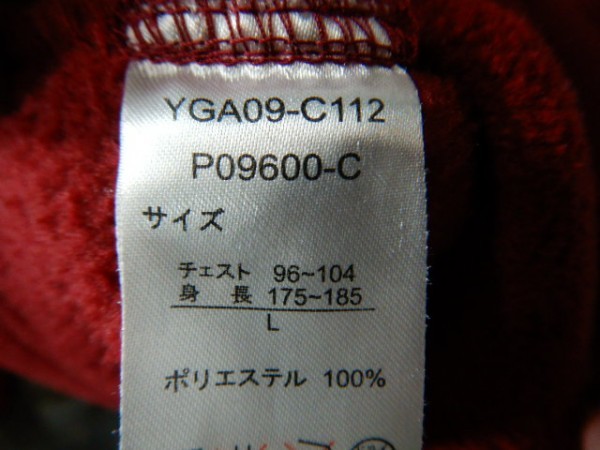 YGA09-C112
P09600-C
サイズ
チェスト 96~104
身 長 175~185
L
ポリエステル 100%